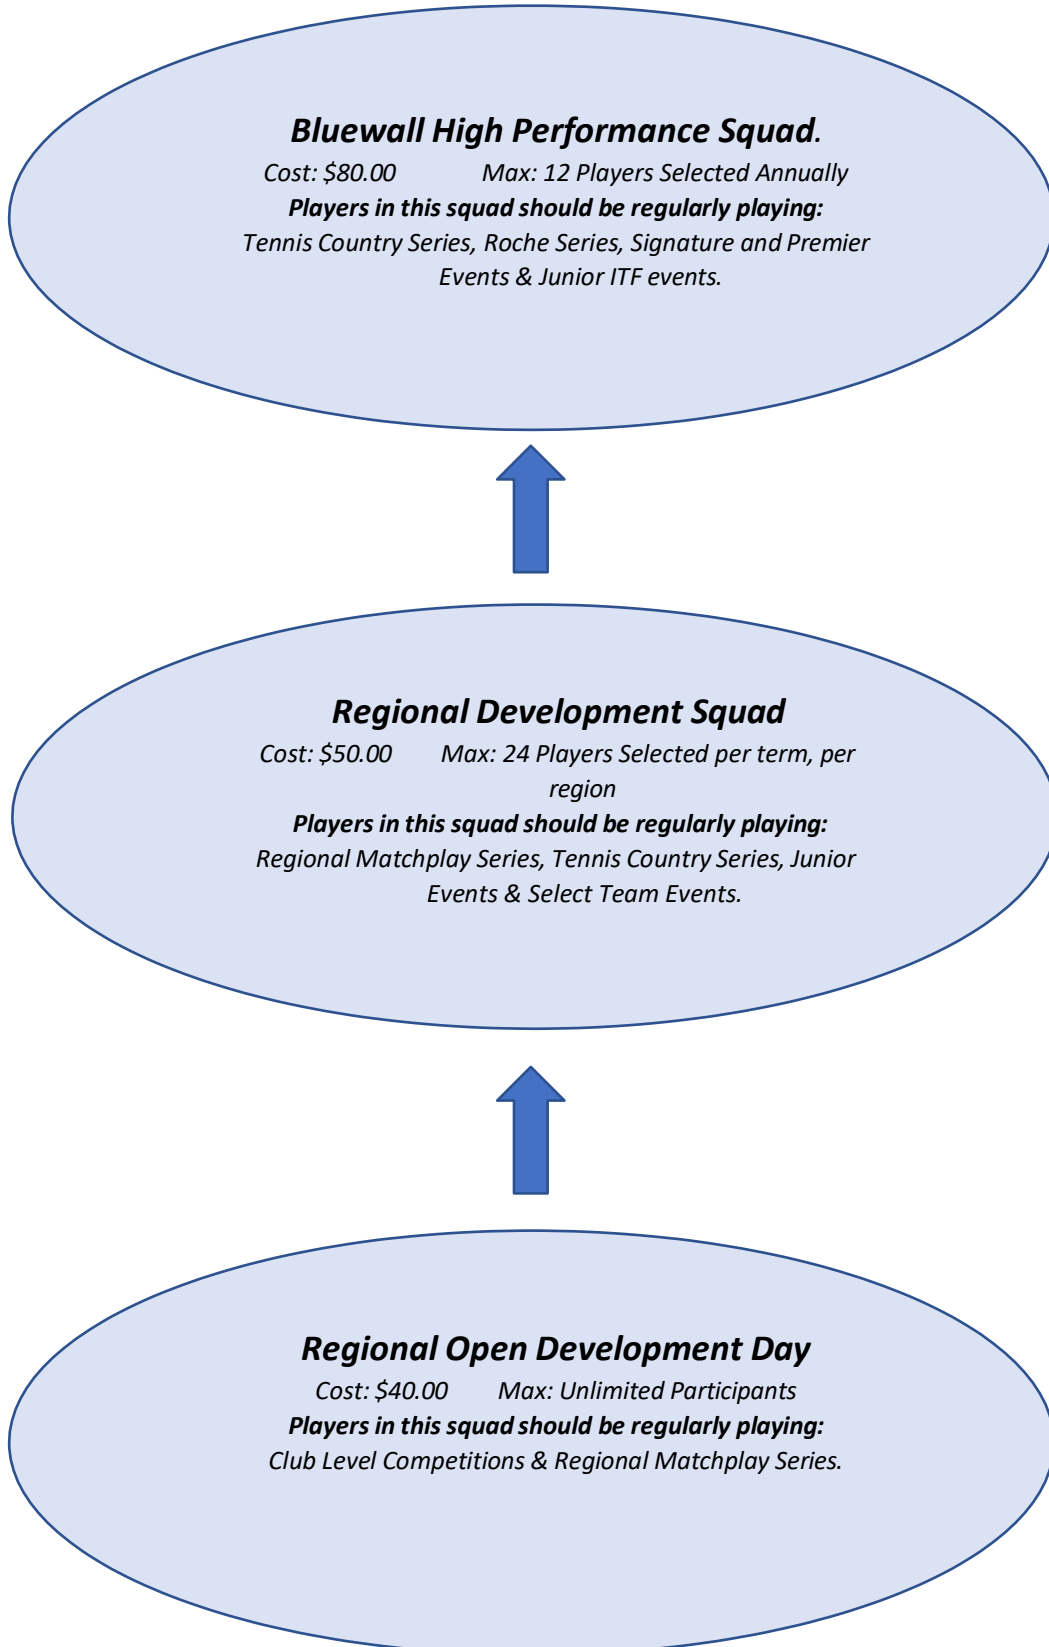 Bluewall High Performance Squad.
Cost: $80.00 Max: 12 Players Selected Annually
Players in this squad should be regularly playing:
Tennis Country Series, Roche Series, Signature and Premier
Events & Junior ITF events.
Regional Development Squad
Cost: $50.00 Max: 24 Players Selected per term, per
region
Players in this squad should be regularly playing:
Regional Matchplay Series, Tennis Country Series, Junior
Events & Select Team Events.
Regional Open Development Day
Cost: $40.00 Max: Unlimited Participants
Players in this squad should be regularly playing:
Club Level Competitions & Regional Matchplay Series.